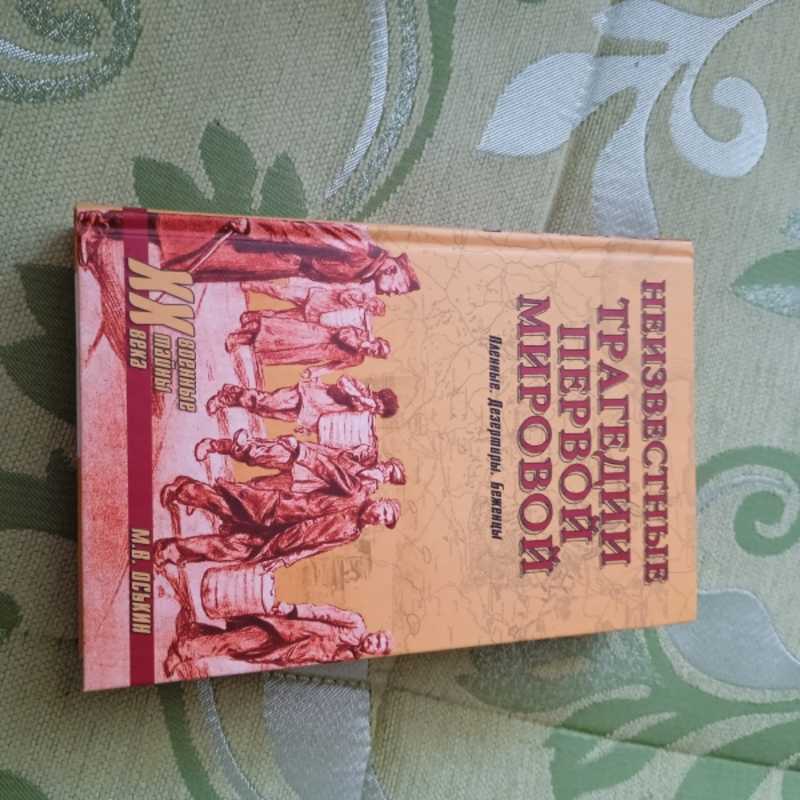 НЕИЗВЕСТНЫЕ
ТРАГЕДИИ
ПЕРВОЙ
МИРОВОЙ
Пленные. Дезертиры. Беженцы
XX военные
тайны
века
М.В. ОСЬКИН